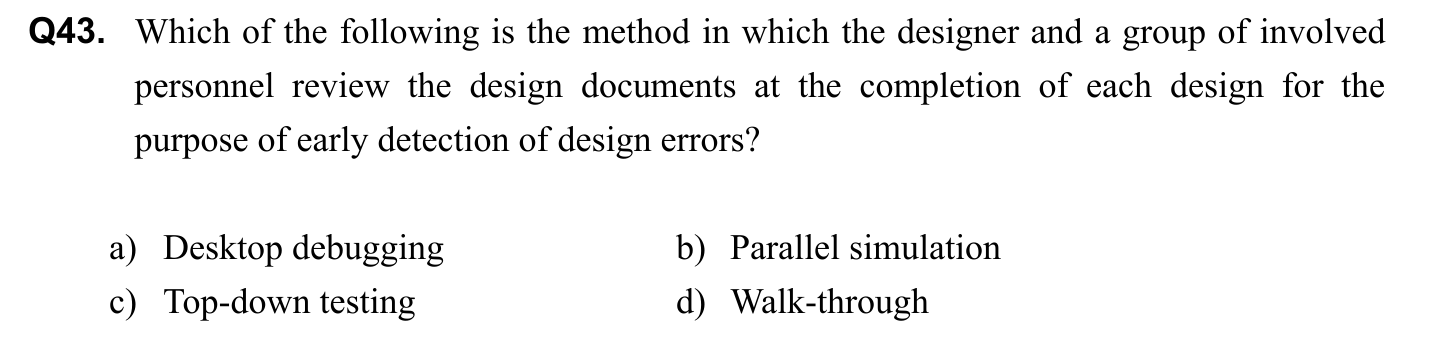 Q43. Which of the following is the method in which the designer and a group of involved
personnel review the design documents at the completion of each design for the
purpose of early detection of design errors?
a) Desktop debugging b) Parallel simulation
c) Top-down testing d) Walk-through